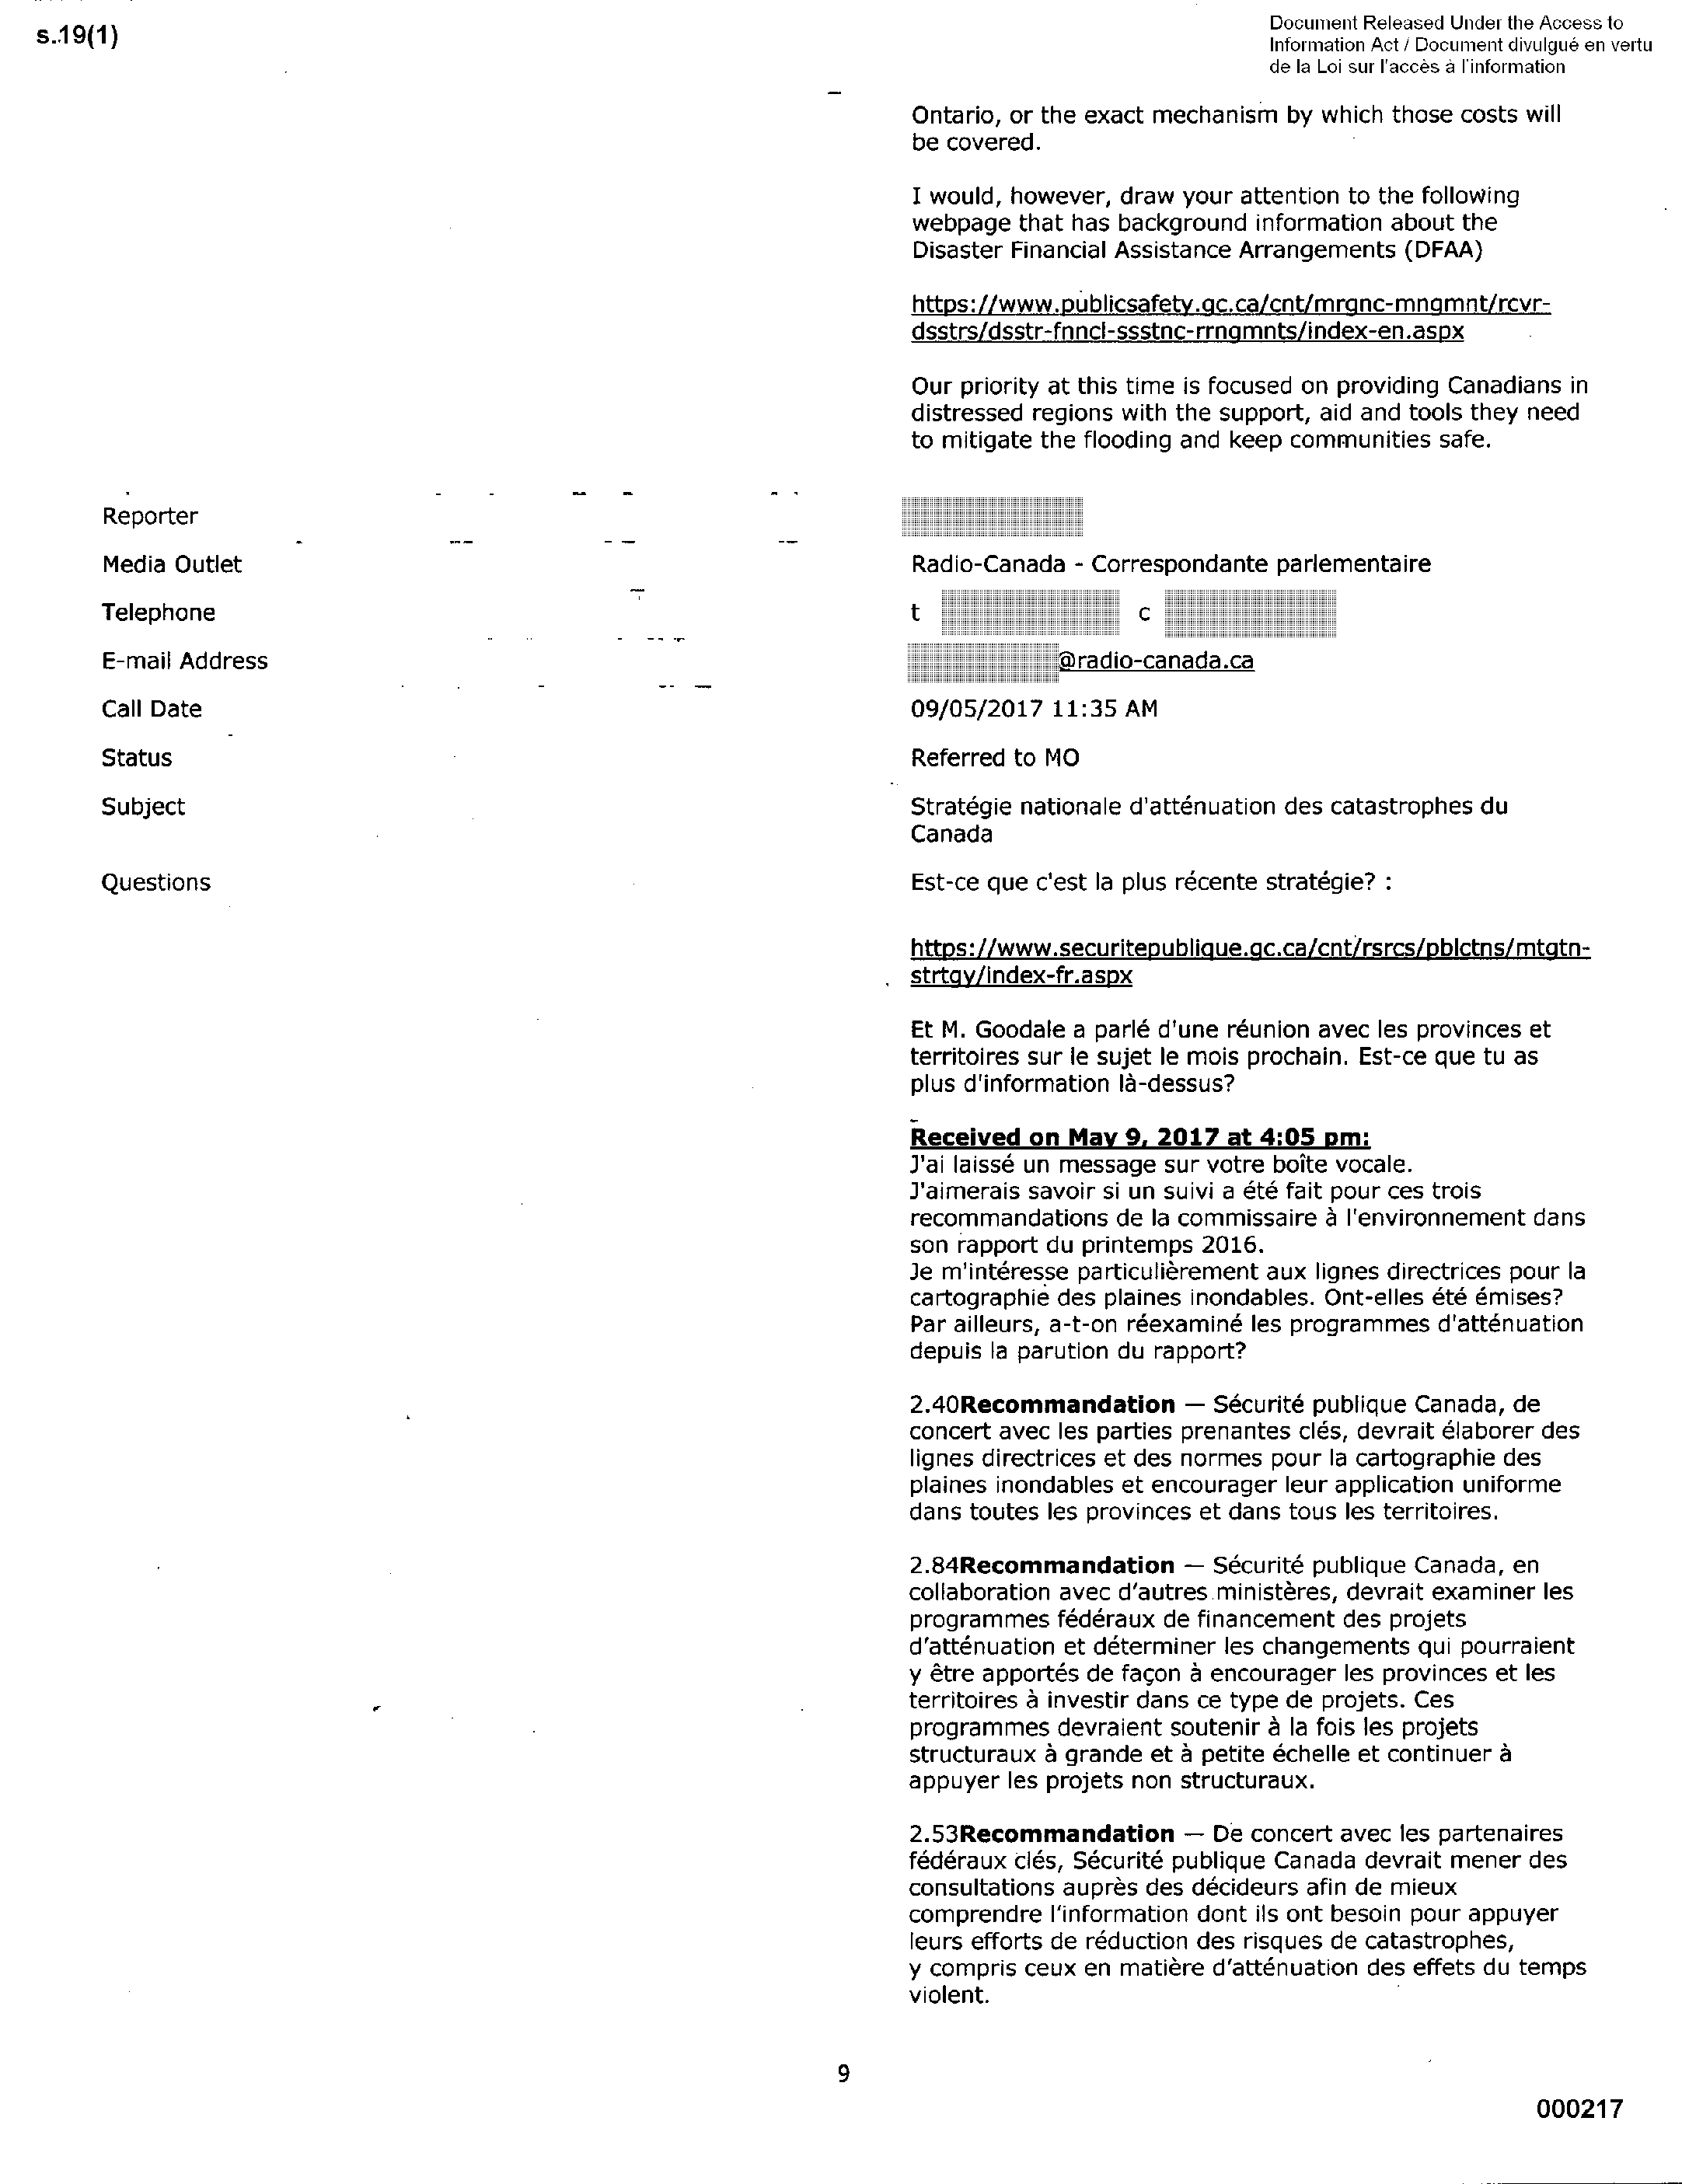 s.19(1)
Document Released Under the Access to
Information Act / Document divulgué en vertu
de la Loi sur l'accès à l'information
Ontario, or the exact mechanism by which those costs will
be covered.
I would, however, draw your attention to the following
webpage that has background information about the
Disaster Financial Assistance Arrangements (DFAA)
https://www.publicsafety.gc.ca/cnt/mrgnc-mngmnt/rcvr-
dsstrs/dsstr-fnncl-ssstnc-rrngmnts/index-en.aspx
Our priority at this time is focused on providing Canadians in
distressed regions with the support, aid and tools they need
to mitigate the flooding and keep communities safe.
Reporter
Media Outlet Radio-Canada - Correspondante parlementaire
Telephone t c
E-mail Address @radio-canada.ca
Call Date 09/05/2017 11:35 AM
Status Referred to MO
Subject Stratégie nationale d'atténuation des catastrophes du
Canada
Questions Est-ce que c'est la plus récente stratégie? :
https://www.securitepublique.gc.ca/cnt/rsrcs/pblctns/mtgtn-
strtgy/index-fr.aspx
Et M. Goodale a parlé d'une réunion avec les provinces et
territoires sur le sujet le mois prochain. Est-ce que tu as
plus d'information là-dessus?
Received on May 9, 2017 at 4:05 pm:
J'ai laissé un message sur votre boîte vocale.
J'aimerais savoir si un suivi a été fait pour ces trois
recommandations de la commissaire à l'environnement dans
son rapport du printemps 2016.
Je m'intéresse particulièrement aux lignes directrices pour la
cartographie des plaines inondables. Ont-elles été émises?
Par ailleurs, a-t-on réexaminé les programmes d'atténuation
depuis la parution du rapport?
2.40Recommandation — Sécurité publique Canada, de
concert avec les parties prenantes clés, devrait élaborer des
lignes directrices et des normes pour la cartographie des
plaines inondables et encourager leur application uniforme
dans toutes les provinces et dans tous les territoires.
2.84Recommandation — Sécurité publique Canada, en
collaboration avec d'autres ministères, devrait examiner les
programmes fédéraux de financement des projets
d'atténuation et déterminer les changements qui pourraient
y être apportés de façon à encourager les provinces et les
territoires à investir dans ce type de projets. Ces
programmes devraient soutenir à la fois les projets
structuraux à grande et à petite échelle et continuer à
appuyer les projets non structuraux.
2.53Recommandation — De concert avec les partenaires
fédéraux clés, Sécurité publique Canada devrait mener des
consultations auprès des décideurs afin de mieux
comprendre l'information dont ils ont besoin pour appuyer
leurs efforts de réduction des risques de catastrophes,
y compris ceux en matière d'atténuation des effets du temps
violent.
9
000217